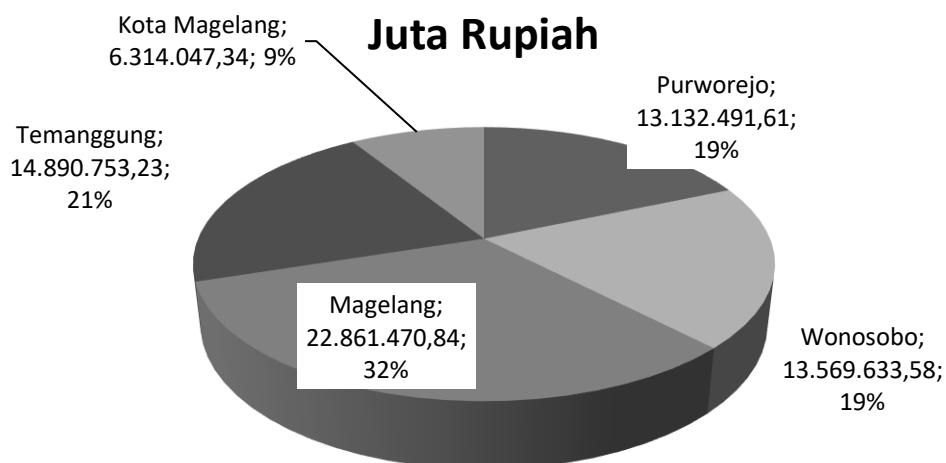 Juta Rupiah
Kota Magelang;
6.314.047,34; 9%
Purworejo;
13.132.491,61;
19%
Temanggung;
14.890.753,23;
21%
Magelang;
22.861.470,84;
32%
Wonosobo;
13.569.633,58;
19%